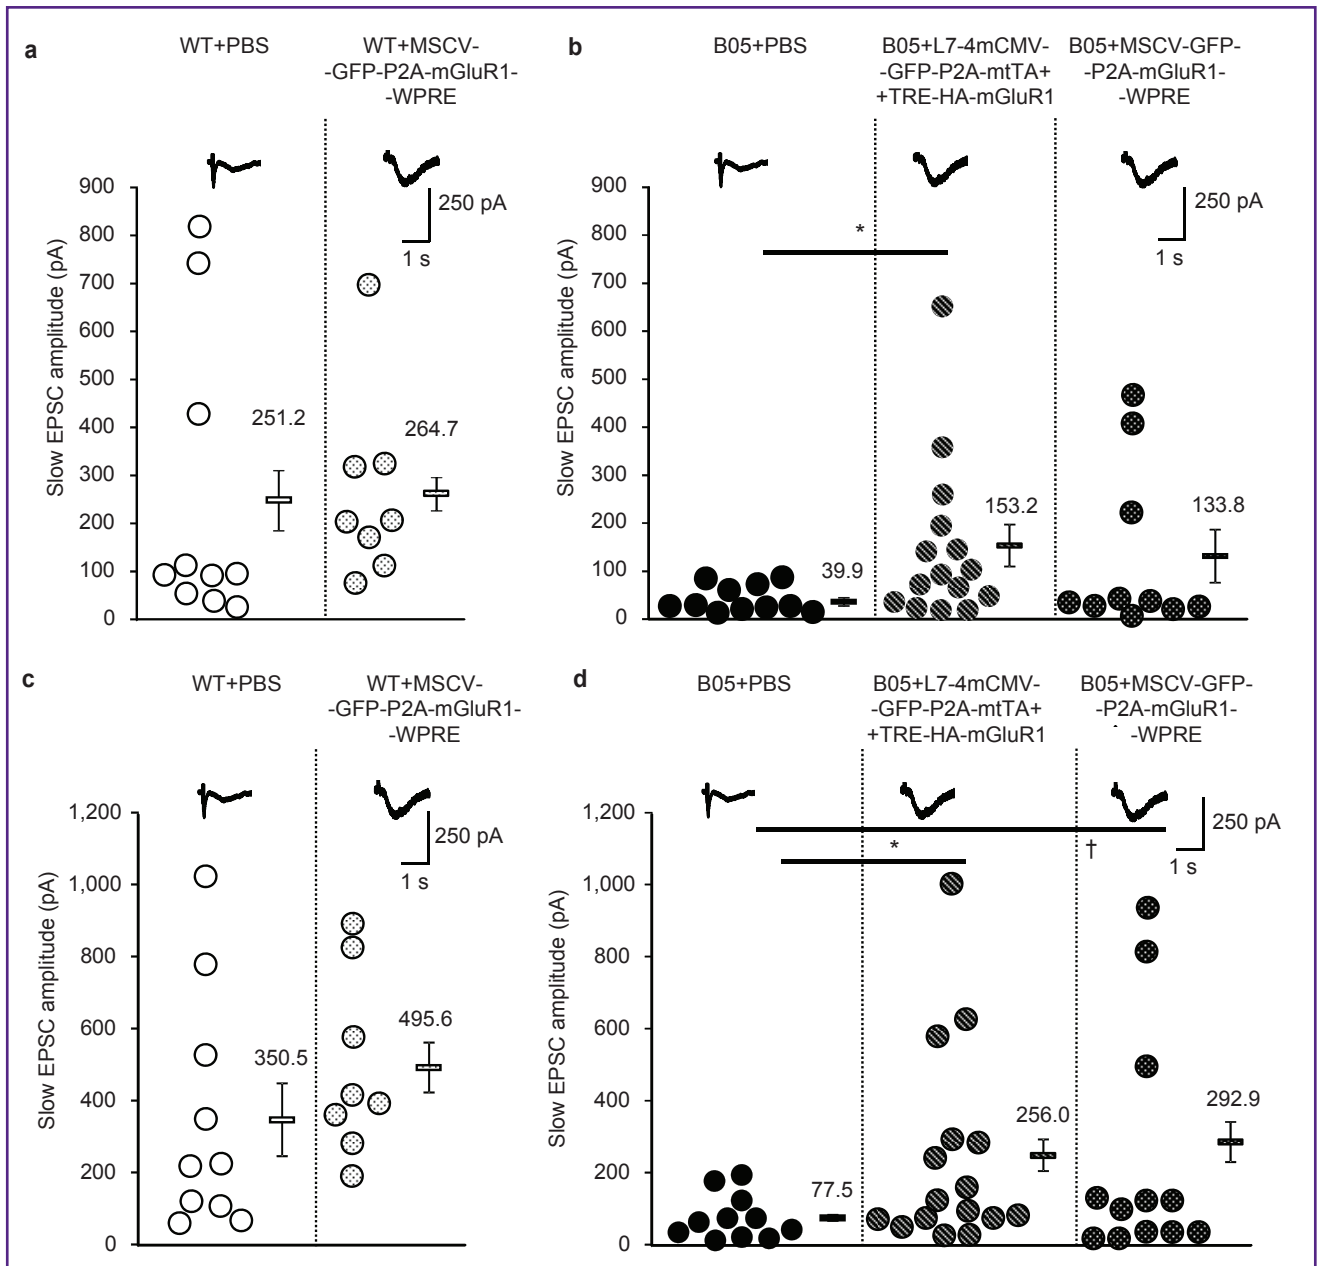 a
WT+PBS
WT+MSCV-
-GFP-P2A-mGluR1-
-WPRE
900
800
700
600
500
400
300
200
100
0
Slow EPSC amplitude (pA)
250 pA
1 s
251.2
264.7
b
B05+PBS
B05+L7-4mCMV-
-GFP-P2A-mtTA+
+TRE-HA-mGluR1
B05+MSCV-GFP-
-P2A-mGluR1-
-WPRE
900
800
700
600
500
400
300
200
100
0
Slow EPSC amplitude (pA)
*
250 pA
1 s
39.9
153.2
133.8
c
WT+PBS
WT+MSCV-
-GFP-P2A-mGluR1-
-WPRE
1,200
1,000
800
600
400
200
0
Slow EPSC amplitude (pA)
250 pA
1 s
350.5
495.6
d
B05+PBS
B05+L7-4mCMV-
-GFP-P2A-mtTA+
+TRE-HA-mGluR1
B05+MSCV-GFP-
-P2A-mGluR1-
-WPRE
1,200
1,000
800
600
400
200
0
Slow EPSC amplitude (pA)
*
†
250 pA
1 s
77.5
256.0
292.9